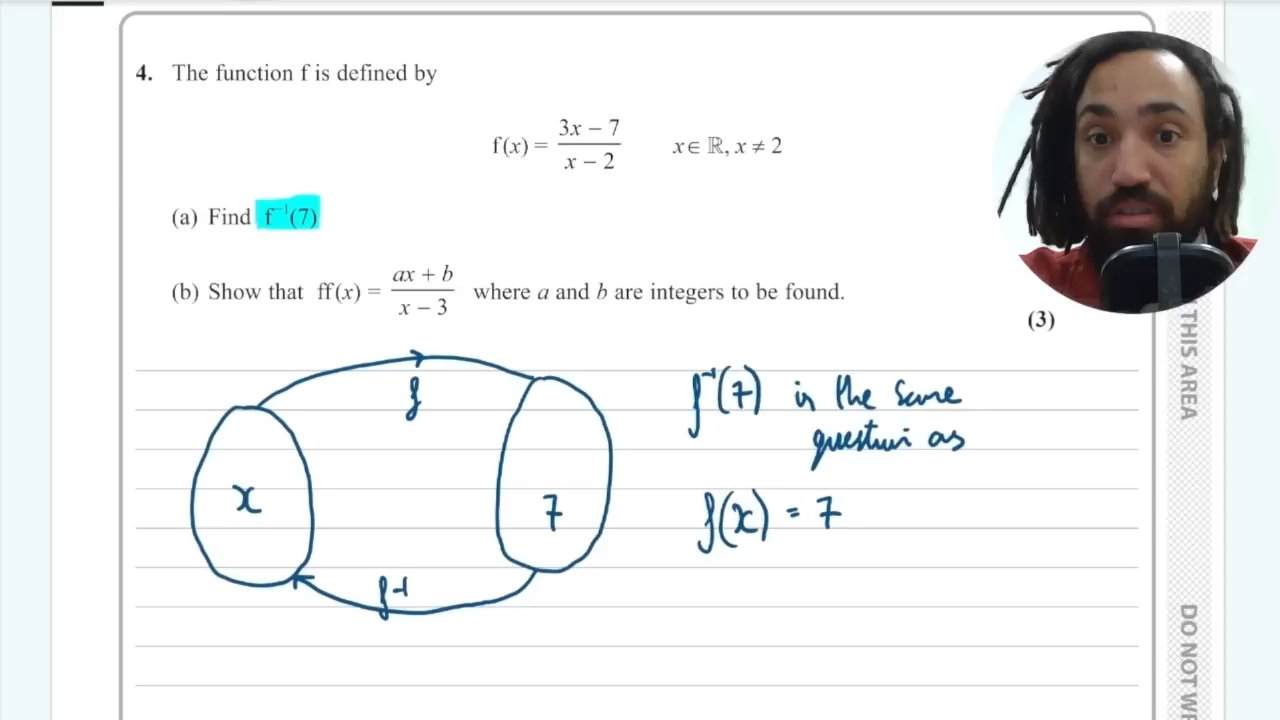 4. The function f is defined by
f(x) = (3x − 7)/(x − 2) x ∈ ℝ, x ≠ 2
(a) Find f⁻¹(7)
(b) Show that ff(x) = (ax + b)/(x − 3) where a and b are integers to be found.
(3)
f
x
7
f⁻¹
f⁻¹(7) is the same
question as
f(x) = 7
THIS AREA
DO NOT W